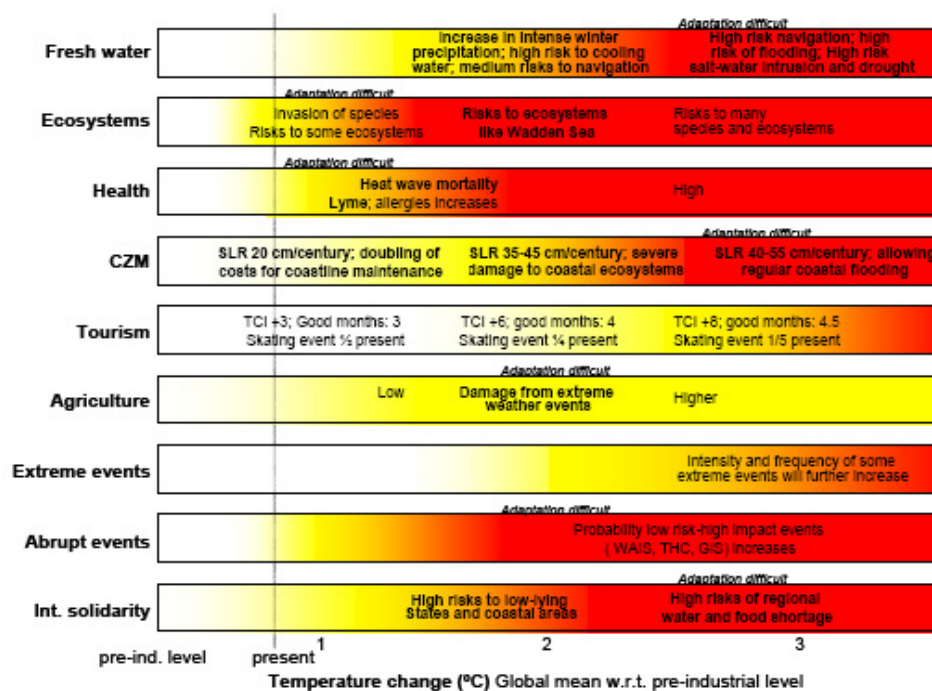 Adaptation difficult
Fresh water
Increase in intense winter
precipitation; high risk to cooling
water; medium risks to navigation
High risk navigation; high
risk of flooding; High risk
salt-water intrusion and drought
Adaptation difficult
Ecosystems
Invasion of species
Risks to some ecosystems
Risks to ecosystems
like Wadden Sea
Risks to many
species and ecosystems
Adaptation difficult
Health
Heat wave mortality
Lyme; allergies increases
High
Adaptation difficult
CZM
SLR 20 cm/century; doubling of
costs for coastline maintenance
SLR 35-45 cm/century; severe
damage to coastal ecosystems
SLR 40-55 cm/century; allowing
regular coastal flooding
Tourism
TCI +3; Good months: 3
Skating event ½ present
TCI +6; good months: 4
Skating event ¼ present
TCI +8; good months: 4.5
Skating event 1/5 present
Adaptation difficult
Agriculture
Low
Damage from extreme
weather events
Higher
Extreme events
Intensity and frequency of some
extreme events will further increase
Adaptation difficult
Abrupt events
Probability low risk-high impact events
( WAIS, THC, GIS) Increases
Adaptation difficult
Int. solidarity
High risks to low-lying
States and coastal areas
High risks of regional
water and food shortage
1 2 3
pre-ind. level present
Temperature change (ºC) Global mean w.r.t. pre-industrial level